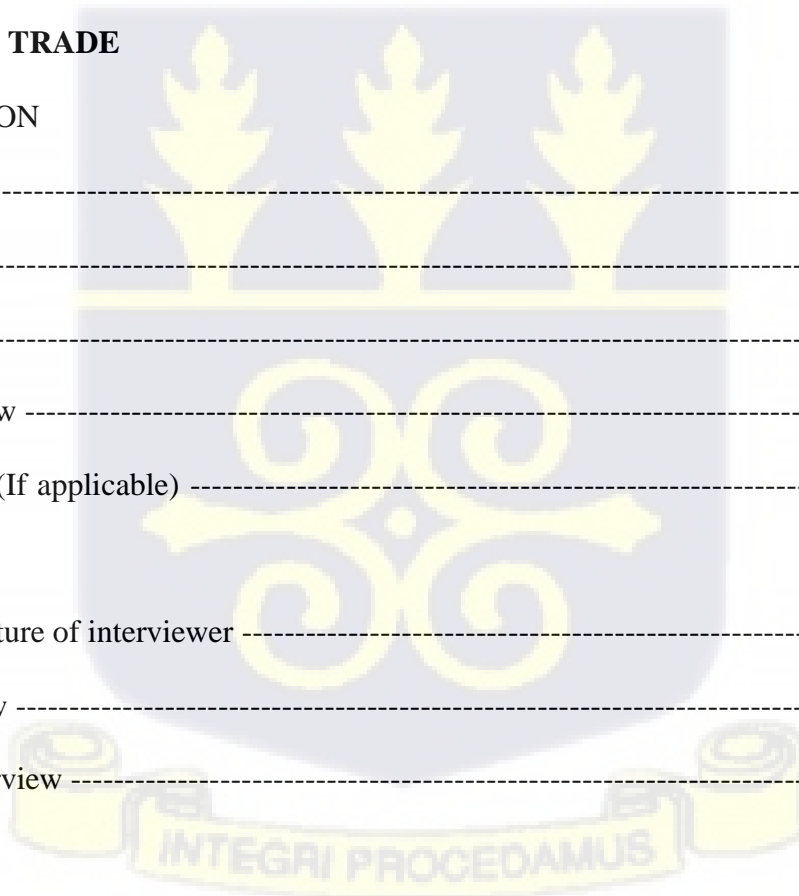 TRADE
ON
w
(If applicable)
ture of interviewer
y
rview
INTEGRI PROCEDAMUS